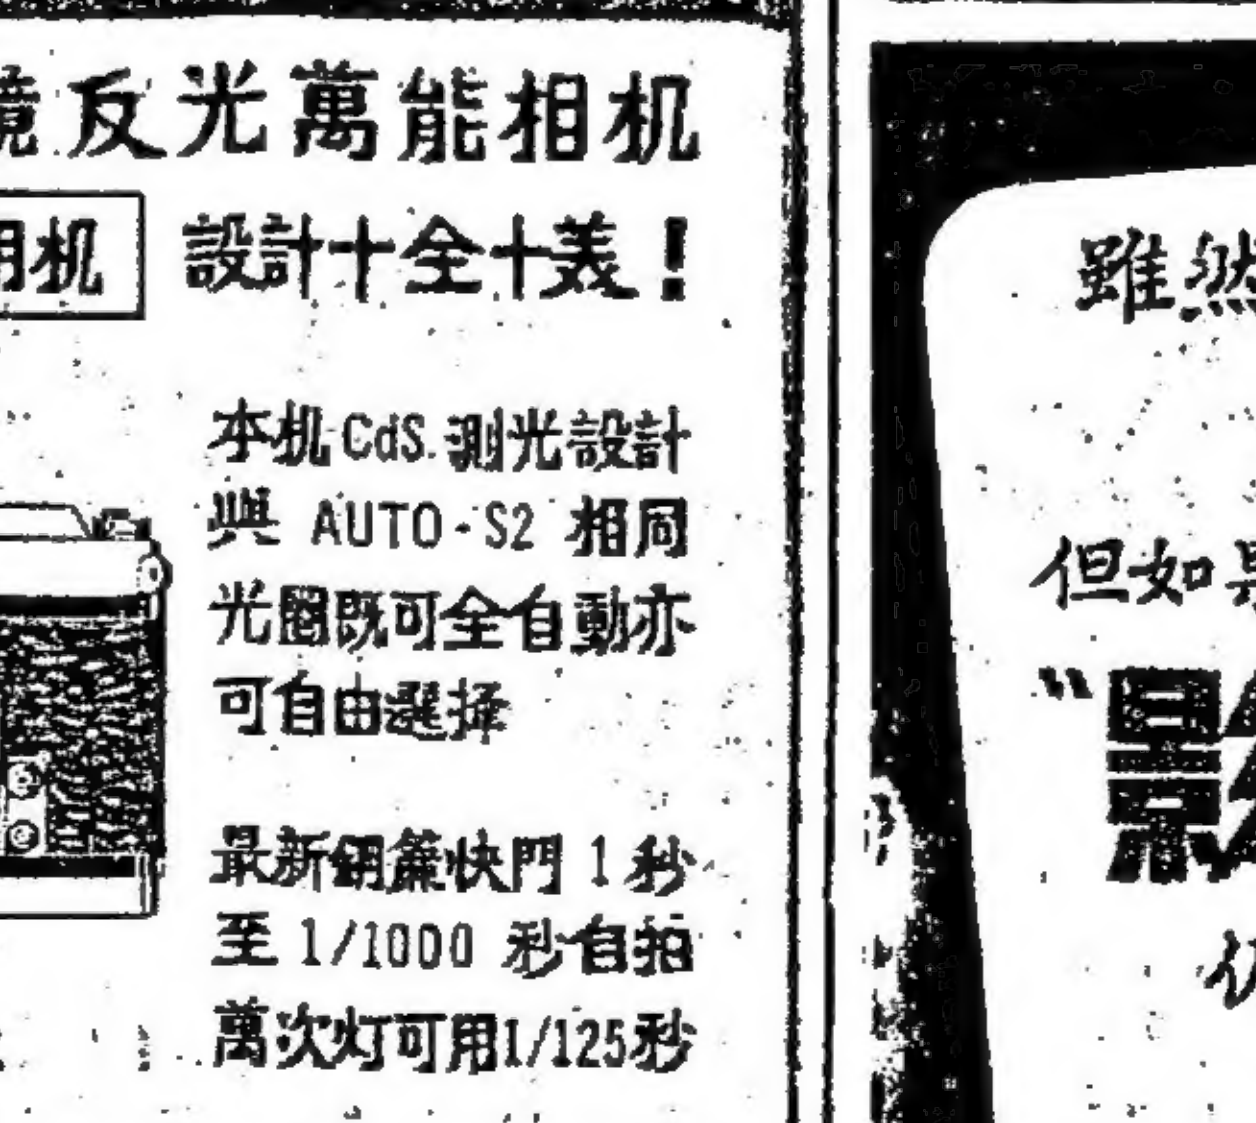 鏡反光萬能相机
用机 設計十全十美！
本机CdS.測光設計
與 AUTO-S2 相同
光圈既可全自動亦
可自由選擇
最新鋼簾快門 1 秒
至 1/1000 秒自拍
萬次灯可用1/125秒
雖然
但如果
"影